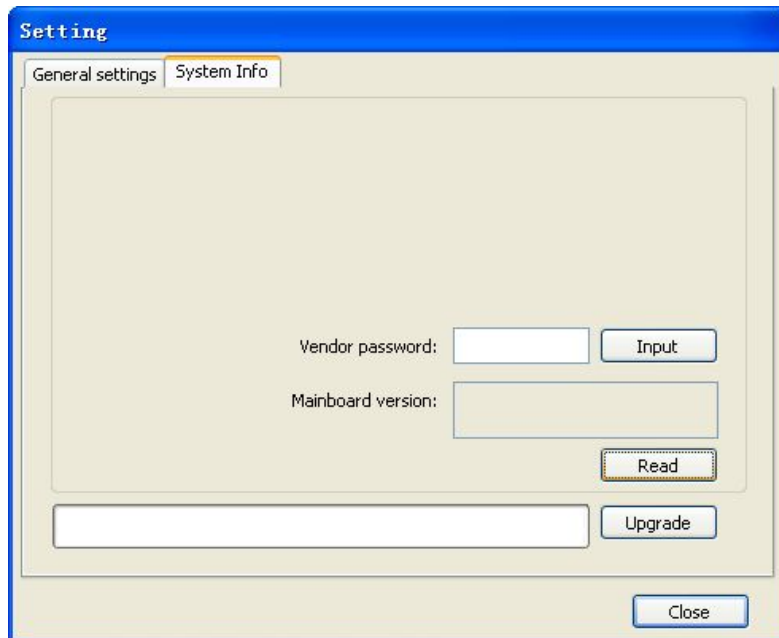 Setting
General settings System Info
Vendor password: Input
Mainboard version:
Read
Upgrade
Close